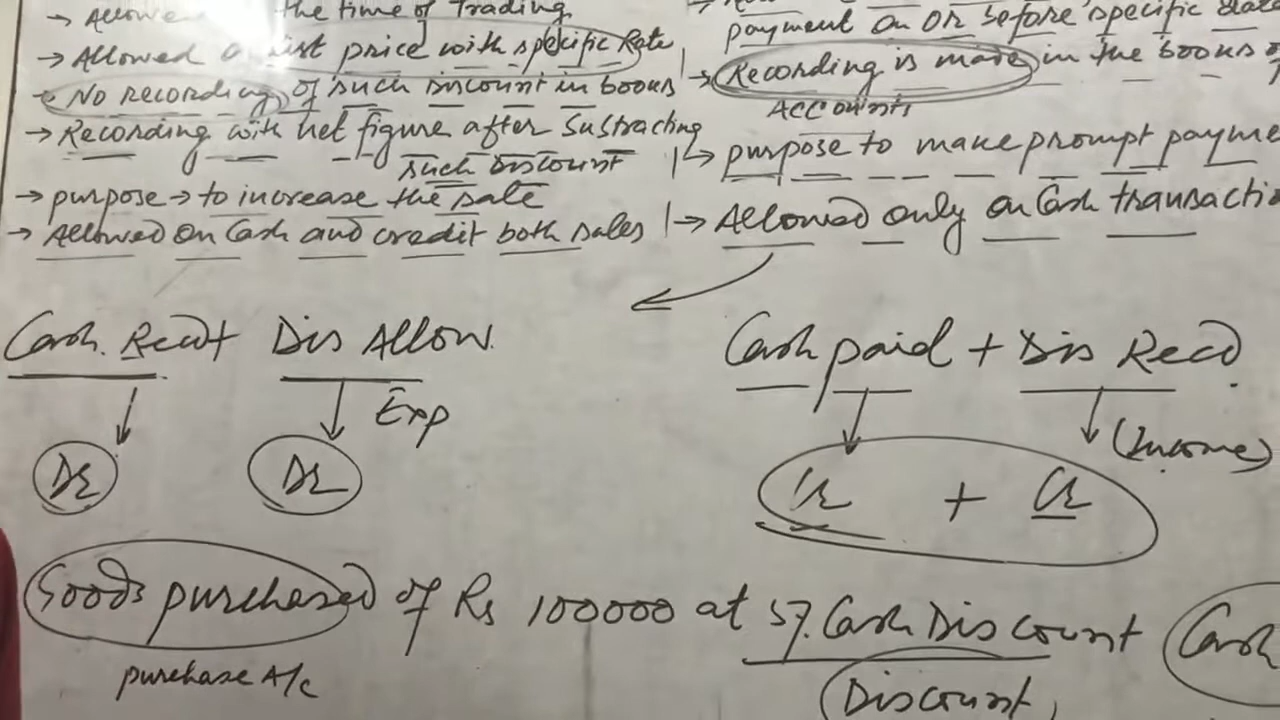 → Allowed the time of Trading
→ Allowed list price with specific Rate
No recording of such Discount in books
→ Recording with net figure after Substracting
such Discount
→ purpose → to increase the sale
→ Allowed on Cash and credit both sales
payment on or before specific date
→ Recording is made in the books of
Accounts
→ purpose to make prompt payme
→ Allowed only on Cash transactio
Cash Recd + Dis Allow.
Exp
Dr Dr
Cash paid + Dis Recd.
(Income)
Cr + Cr
Goods purchased of Rs 100000 at 5% Cash Discount Cash
purchase A/c
Discount